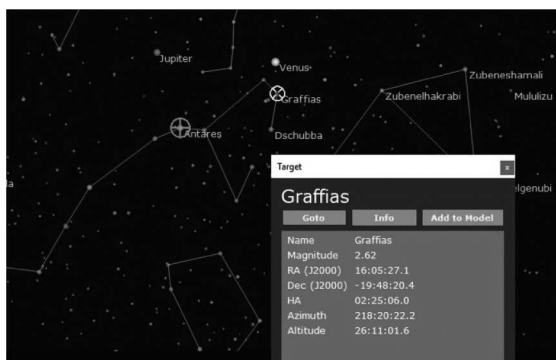 Jupiter
Venus
Zubeneshamali
Graffias
Zubenelhakrabi
Mululizu
Antares
Dschubba
la
elgenubi
Target
x
Graffias
Goto Info Add to Model
Name Graffias
Magnitude 2.62
RA (J2000) 16:05:27.1
Dec (J2000) -19:48:20.4
HA 02:25:06.0
Azimuth 218:20:22.2
Altitude 26:11:01.6